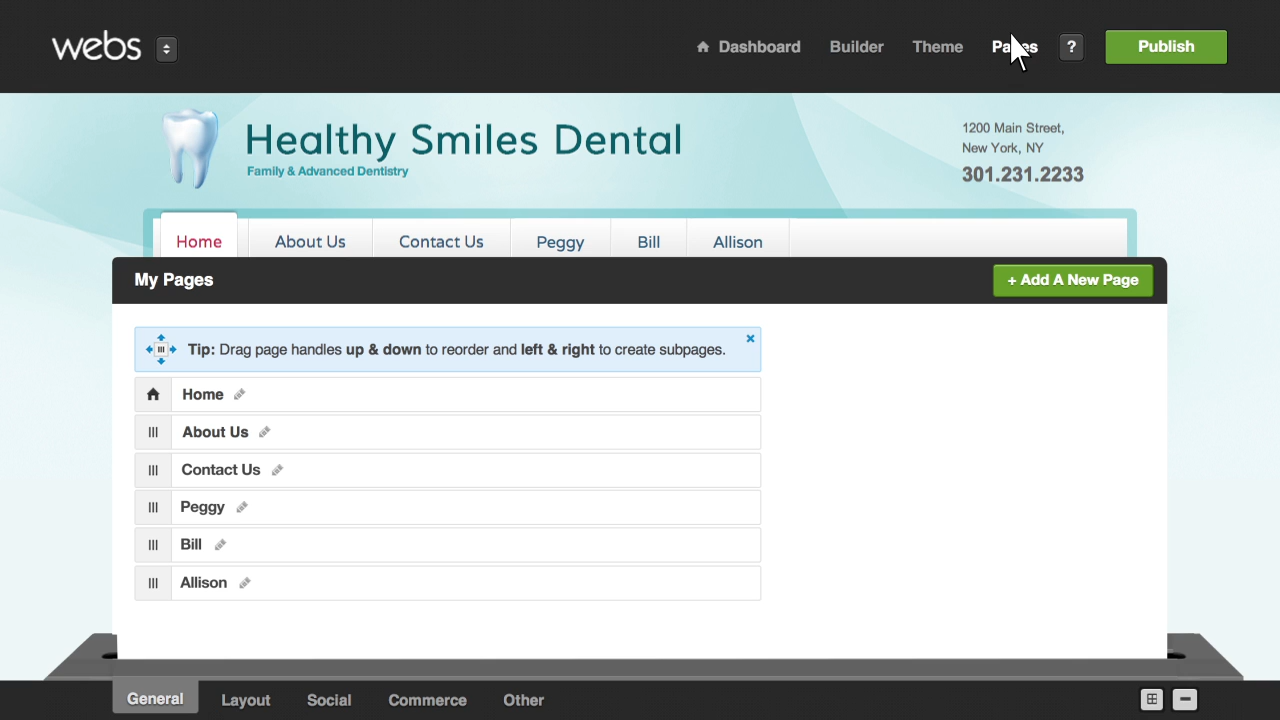 webs
Dashboard Builder Theme Pages ? Publish
Healthy Smiles Dental
Family & Advanced Dentistry
1200 Main Street,
New York, NY
301.231.2233
Home About Us Contact Us Peggy Bill Allison
My Pages
+ Add A New Page
Tip: Drag page handles up & down to reorder and left & right to create subpages.
Home
About Us
Contact Us
Peggy
Bill
Allison
General Layout Social Commerce Other